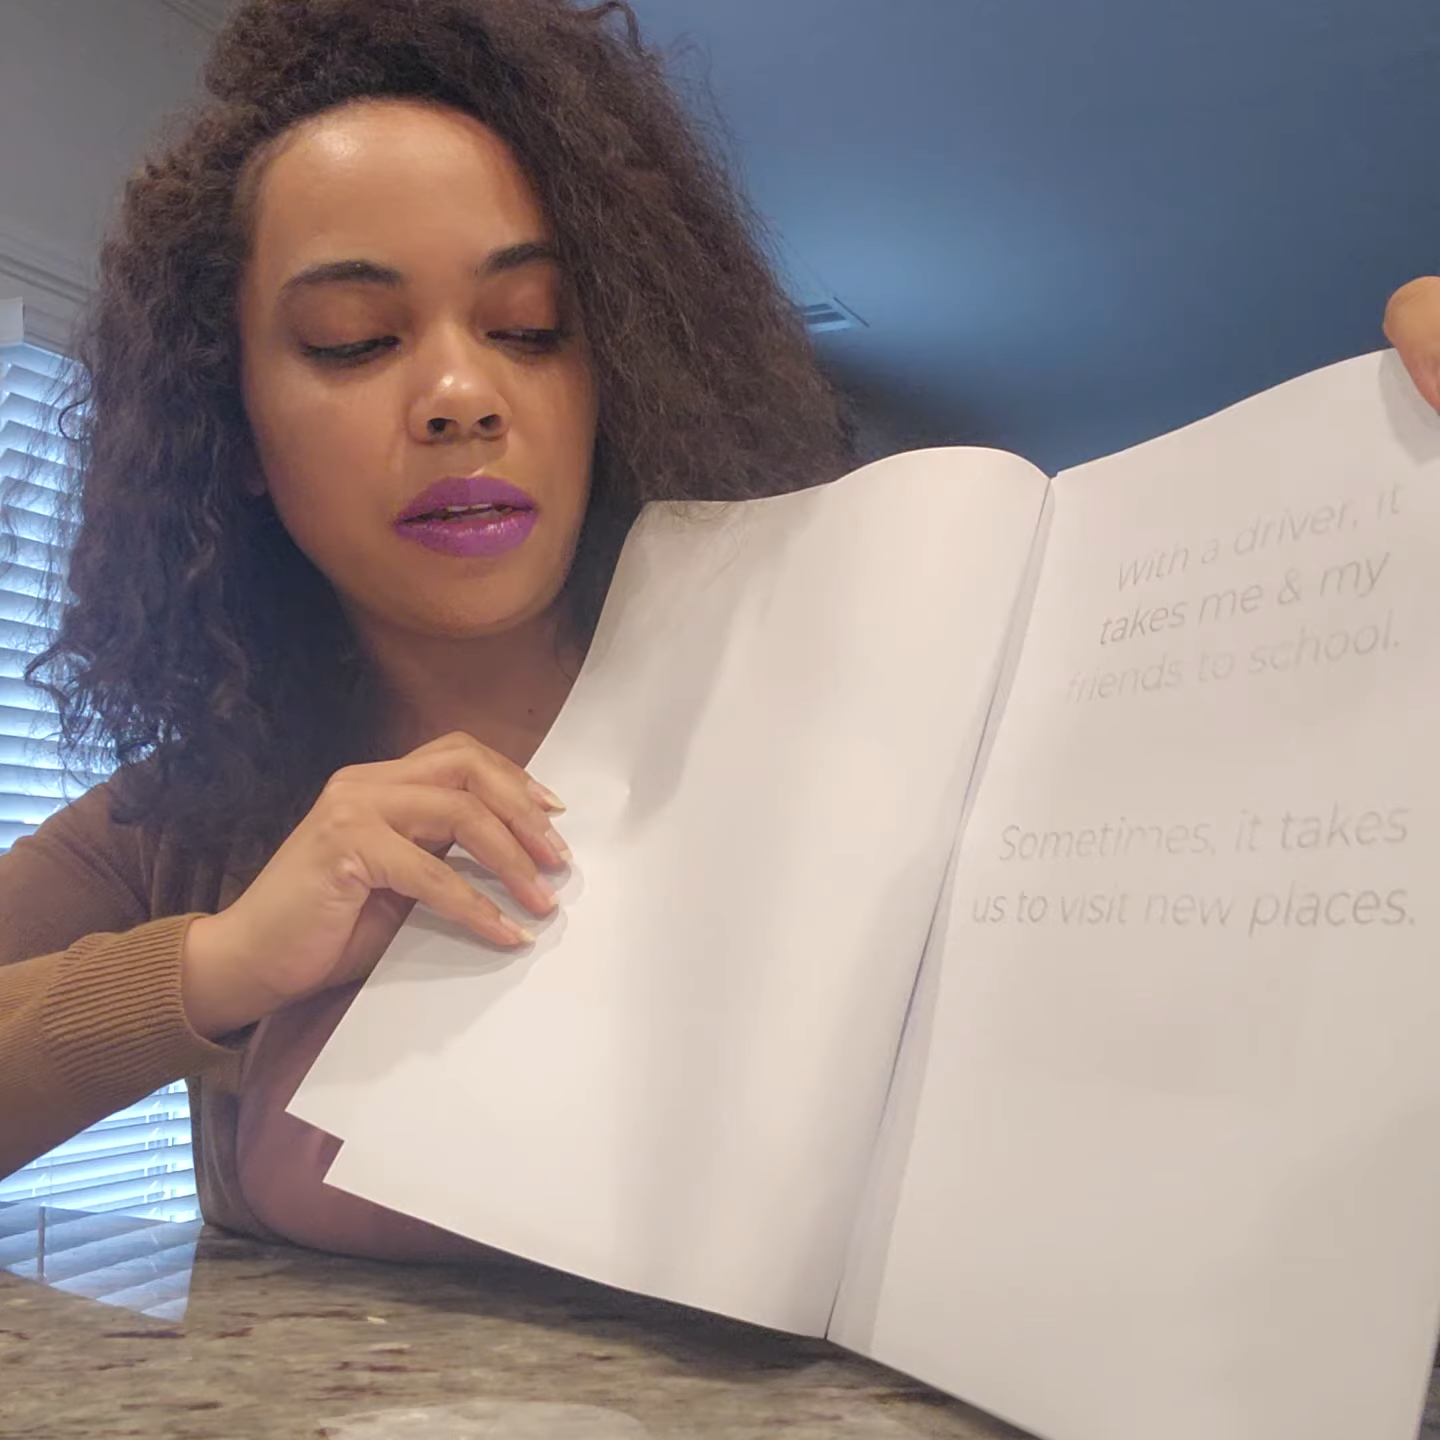 With a driver, it
takes me & my
friends to school.
Sometimes, it takes
us to visit new places.